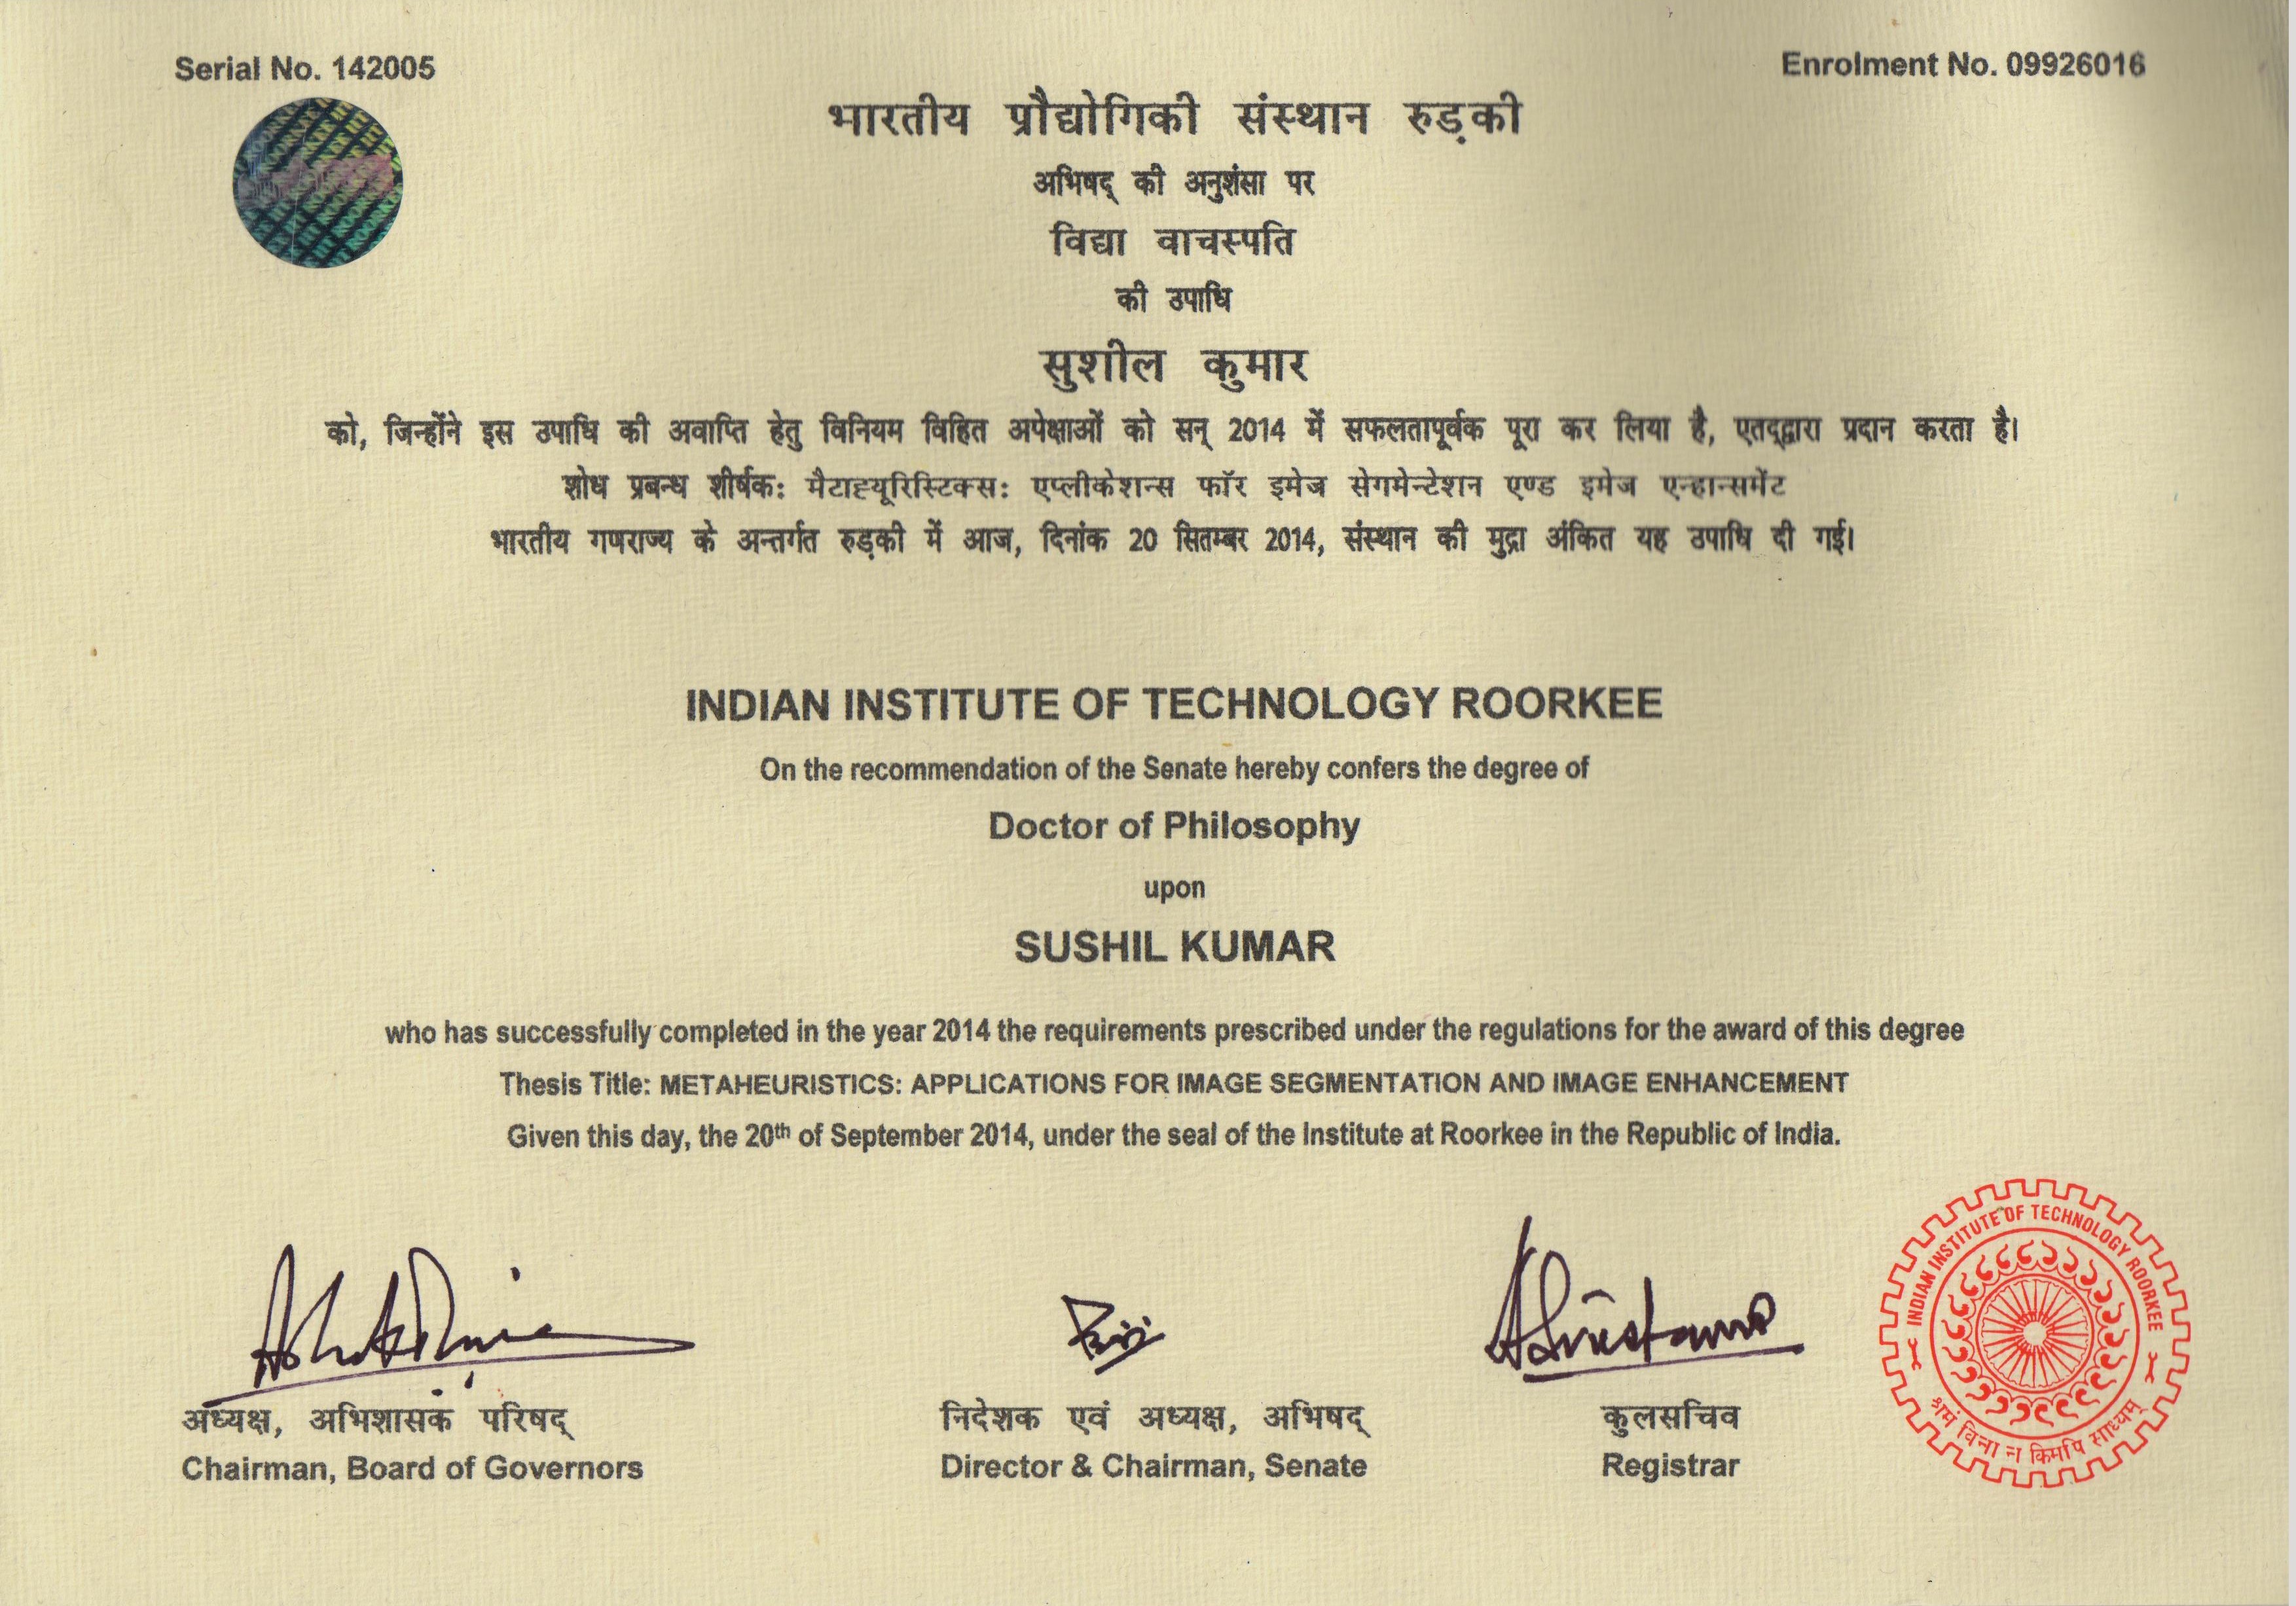 Serial No. 142005
Enrolment No. 09926016
भारतीय प्रौद्योगिकी संस्थान रुड़की
अभिषद् की अनुशंसा पर
विद्या वाचस्पति
की उपाधि
सुशील कुमार
को, जिन्होंने इस उपाधि की अवाप्ति हेतु विनियम विहित अपेक्षाओं को सन् 2014 में सफलतापूर्वक पूरा कर लिया है, एतद्द्वारा प्रदान करता है।
शोध प्रबन्ध शीर्षक: मैटाह्यूरिस्टिक्स: एप्लीकेशन्स फॉर इमेज सेगमेन्टेशन एण्ड इमेज एन्हान्समेंट
भारतीय गणराज्य के अन्तर्गत रुड़की में आज, दिनांक 20 सितम्बर 2014, संस्थान की मुद्रा अंकित यह उपाधि दी गई।
INDIAN INSTITUTE OF TECHNOLOGY ROORKEE
On the recommendation of the Senate hereby confers the degree of
Doctor of Philosophy
upon
SUSHIL KUMAR
who has successfully completed in the year 2014 the requirements prescribed under the regulations for the award of this degree
Thesis Title: METAHEURISTICS: APPLICATIONS FOR IMAGE SEGMENTATION AND IMAGE ENHANCEMENT
Given this day, the 20th of September 2014, under the seal of the Institute at Roorkee in the Republic of India.
अध्यक्ष, अभिशासक परिषद्
Chairman, Board of Governors
निदेशक एवं अध्यक्ष, अभिषद्
Director & Chairman, Senate
कुलसचिव
Registrar
INDIAN INSTITUTE OF TECHNOLOGY ROORKEE
श्रमं विना न किमपि साध्यम्